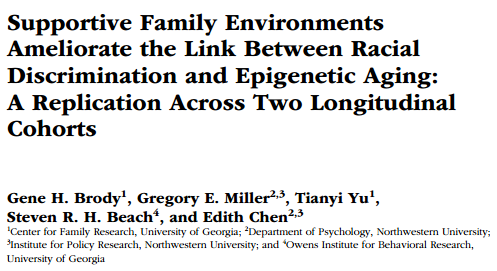 Supportive Family Environments
Ameliorate the Link Between Racial
Discrimination and Epigenetic Aging:
A Replication Across Two Longitudinal
Cohorts
Gene H. Brody¹, Gregory E. Miller²,³, Tianyi Yu¹,
Steven R. H. Beach⁴, and Edith Chen²,³
¹Center for Family Research, University of Georgia; ²Department of Psychology, Northwestern University;
³Institute for Policy Research, Northwestern University; and ⁴Owens Institute for Behavioral Research,
University of Georgia